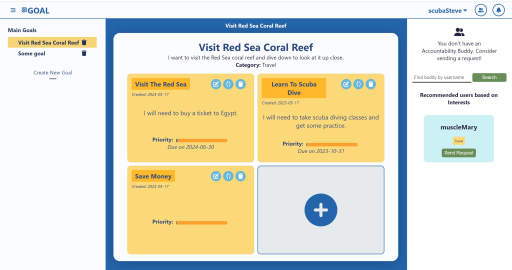 GOAL
scubaSteve
Main Goals
Visit Red Sea Coral Reef
Some goal
Create New Goal
Visit Red Sea Coral Reef
Visit Red Sea Coral Reef
I want to visit the Red Sea Coral Reef and dive down to look at it up close.
Category: Travel
Visit The Red Sea
Created: 2023-05-17
I will need to buy a ticket to Egypt.
Priority:
Due on 2024-06-30
Learn To Scuba
Dive
Created: 2023-05-17
I will need to take scuba diving classes and
get some practice.
Priority:
Due on 2023-10-31
Save Money
Created: 2023-05-17
Priority:
You don't have an
Accountability Buddy. Consider
sending a request!
Find buddy by username
Search
Recommended users based on
Interests
muscleMary
Travel
Send Request